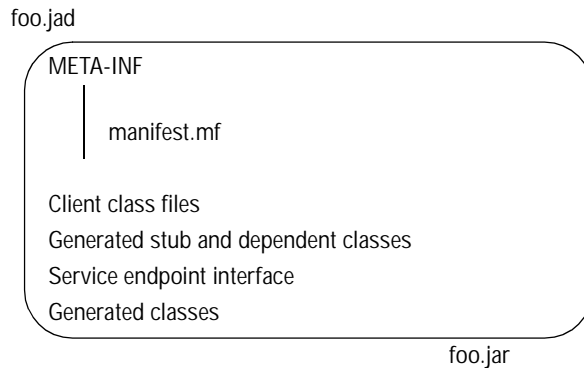 foo.jad
META-INF
manifest.mf
Client class files
Generated stub and dependent classes
Service endpoint interface
Generated classes
foo.jar